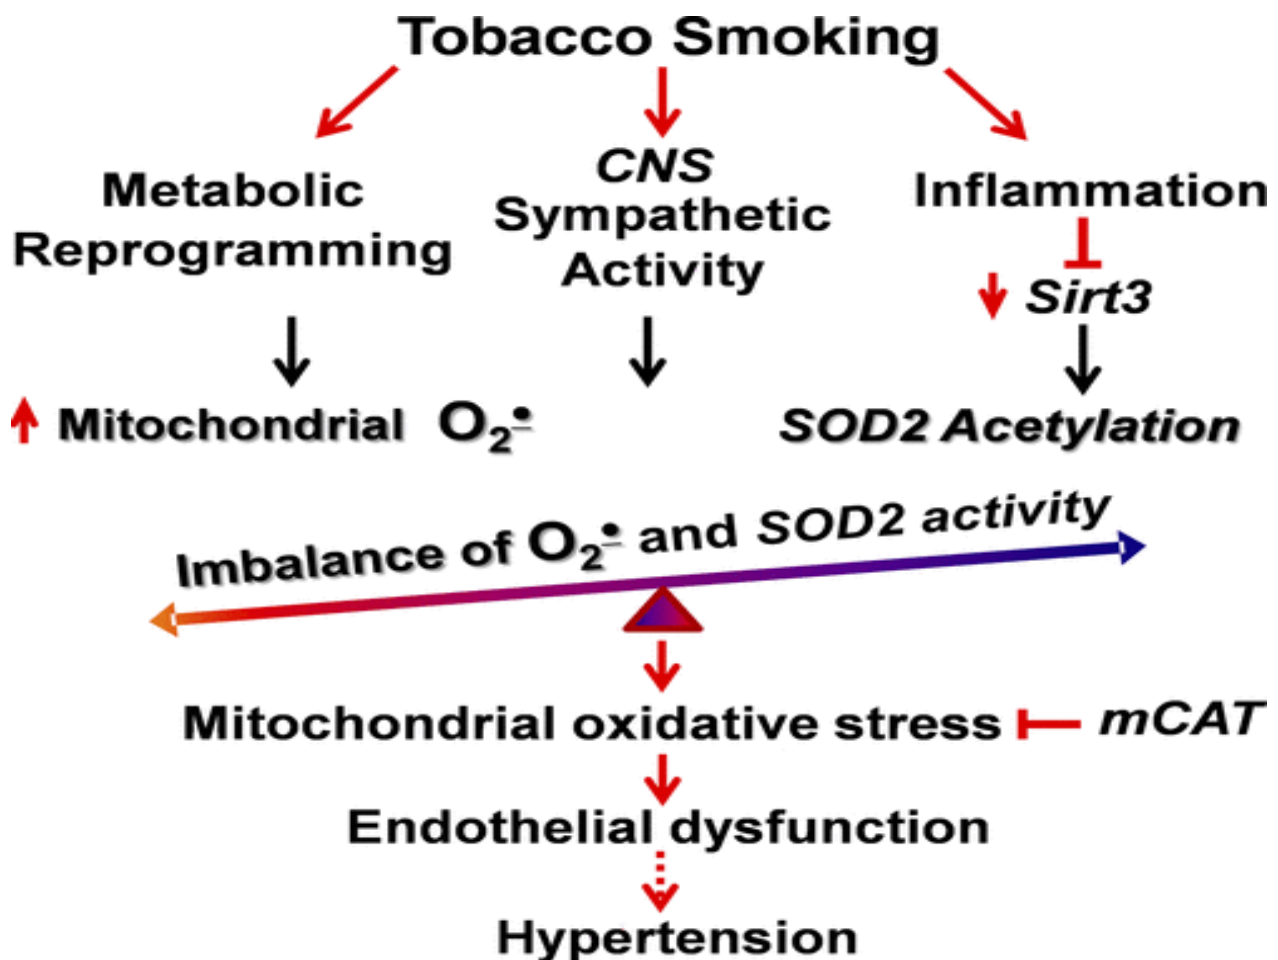 Tobacco Smoking
Metabolic
Reprogramming
CNS
Sympathetic
Activity
Inflammation
Sirt3
Mitochondrial O₂•̲
SOD2 Acetylation
Imbalance of O₂•̲ and SOD2 activity
Mitochondrial oxidative stress
mCAT
Endothelial dysfunction
Hypertension